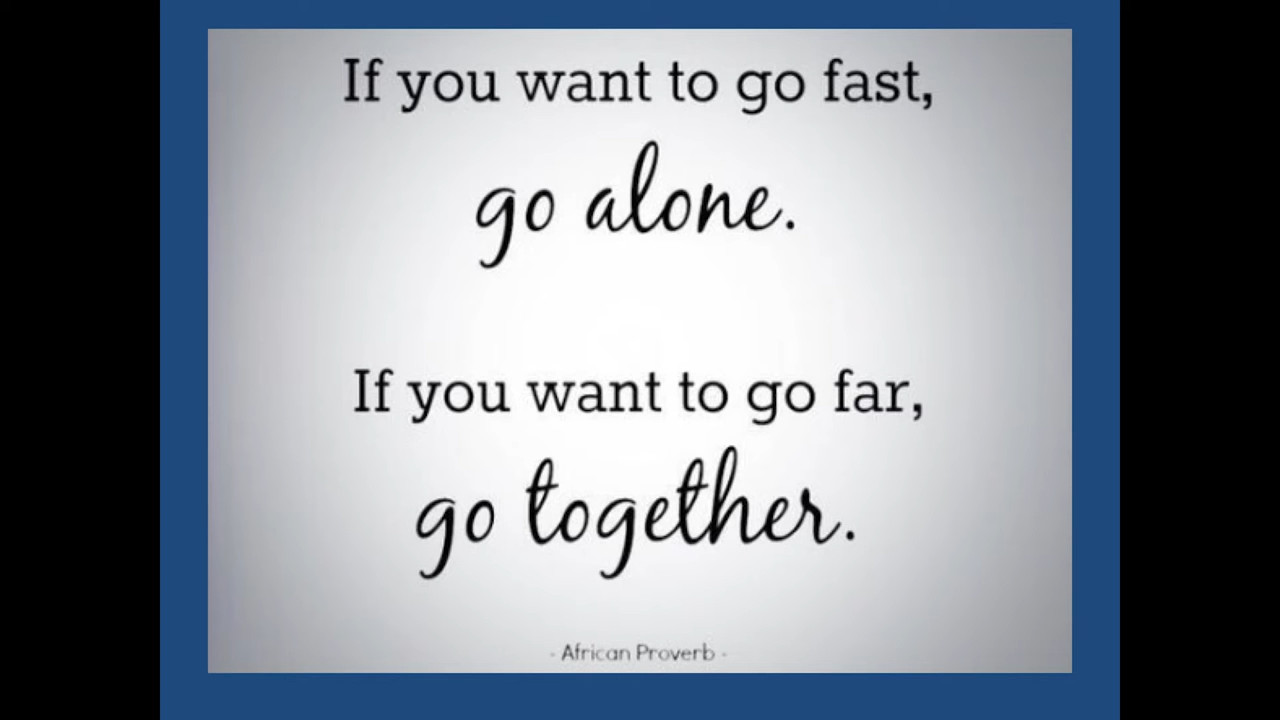 If you want to go fast,
go alone.
If you want to go far,
go together.
- African Proverb -